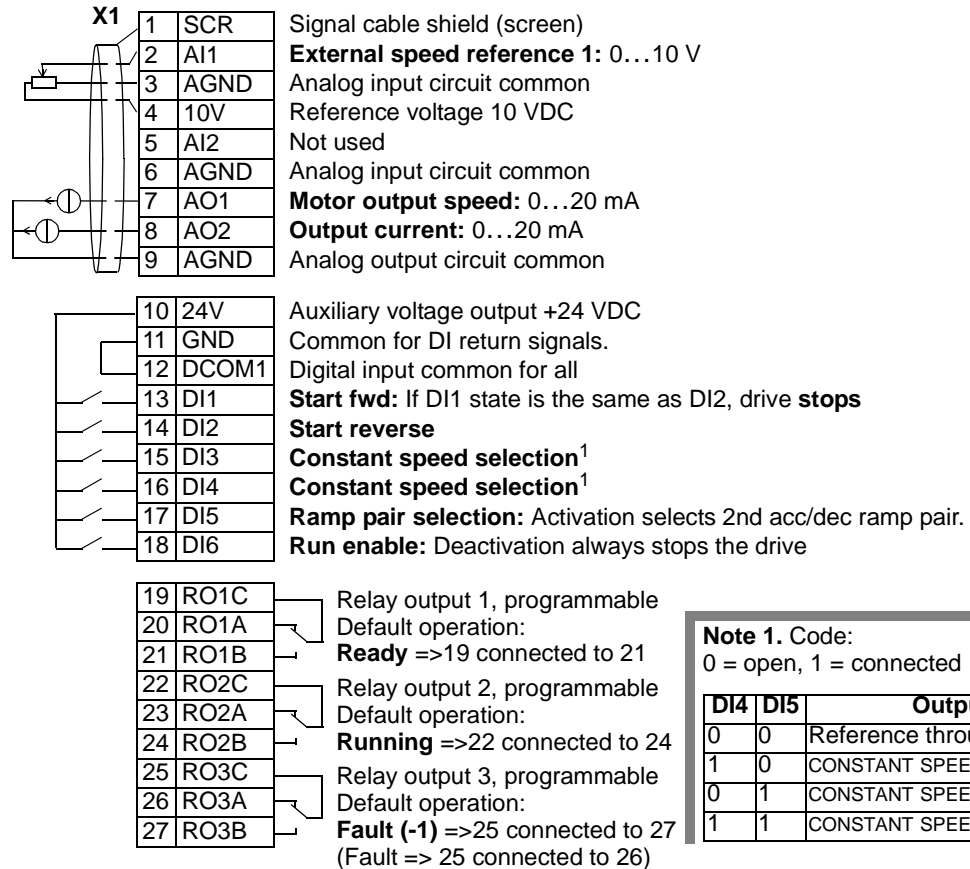 X1
1 SCR Signal cable shield (screen)
2 AI1 External speed reference 1: 0…10 V
3 AGND Analog input circuit common
4 10V Reference voltage 10 VDC
5 AI2 Not used
6 AGND Analog input circuit common
7 AO1 Motor output speed: 0…20 mA
8 AO2 Output current: 0…20 mA
9 AGND Analog output circuit common
10 24V Auxiliary voltage output +24 VDC
11 GND Common for DI return signals.
12 DCOM1 Digital input common for all
13 DI1 Start fwd: If DI1 state is the same as DI2, drive stops
14 DI2 Start reverse
15 DI3 Constant speed selection1
16 DI4 Constant speed selection1
17 DI5 Ramp pair selection: Activation selects 2nd acc/dec ramp pair.
18 DI6 Run enable: Deactivation always stops the drive
19 RO1C Relay output 1, programmable
20 RO1A Default operation:
21 RO1B Ready =>19 connected to 21
22 RO2C Relay output 2, programmable
23 RO2A Default operation:
24 RO2B Running =>22 connected to 24
25 RO3C Relay output 3, programmable
26 RO3A Default operation:
27 RO3B Fault (-1) =>25 connected to 27
(Fault => 25 connected to 26)
Note 1. Code:
0 = open, 1 = connected
DI4 DI5
0 0 Reference
1 0 CONSTANT
0 1 CONSTANT
1 1 CONSTANT